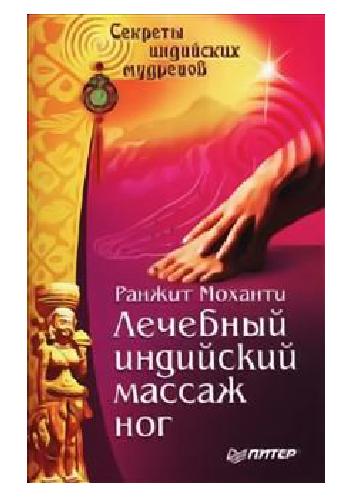 Секреты
индийских
мудрецов
Ранжит Моханти
Лечебный
индийский
массаж
ног
ПИТЕР